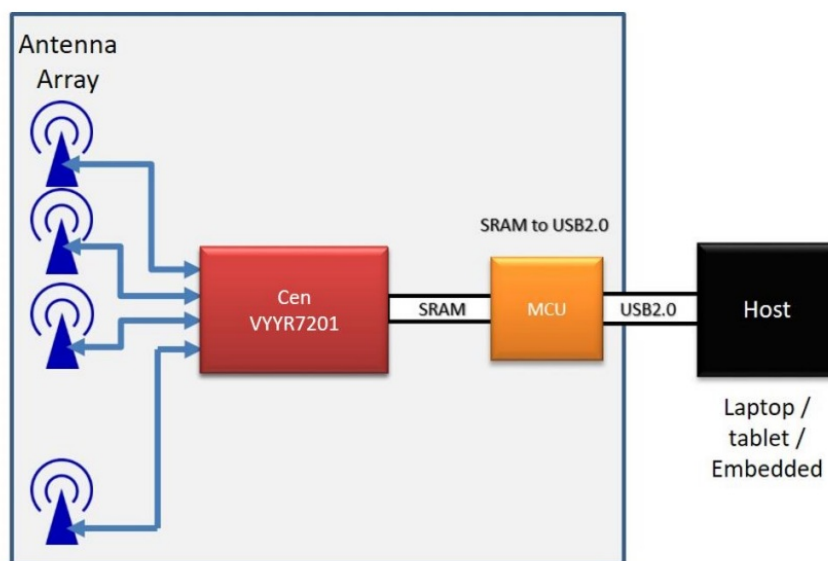 Antenna
Array
SRAM to USB2.0
Cen
VYYR7201
SRAM
MCU
USB2.0
Host
Laptop /
tablet /
Embedded